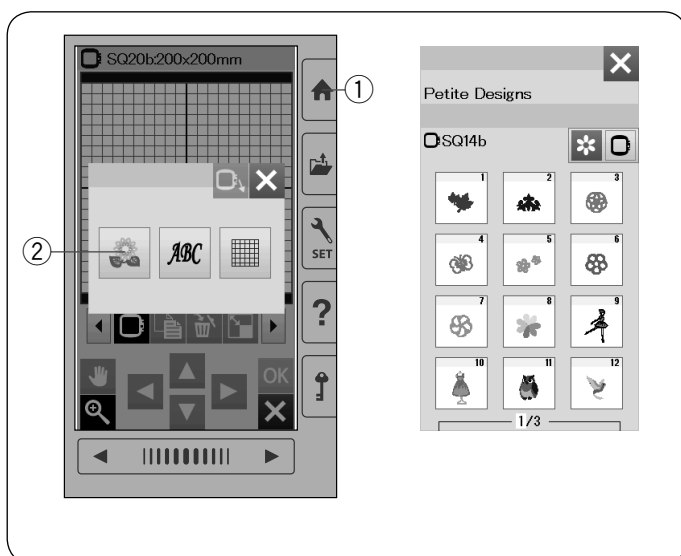 SQ20b:200x200mm
1
2
ABC
SET
?
OK
Petite Designs
SQ14b
1 2 3
4 5 6
7 8 9
10 11 12
1/3